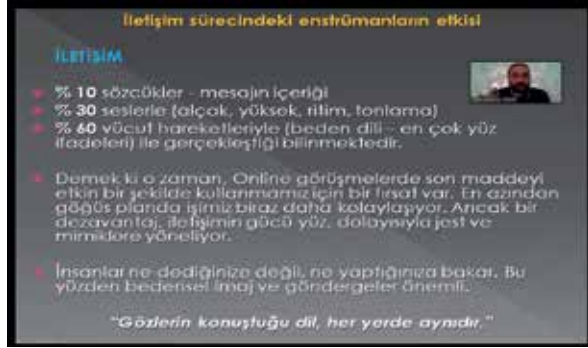 İletişim sürecindeki enstrümanların etkisi
İLETİŞİM
% 10 sözcükler - mesajın içeriği
% 30 seslerle (alçak, yüksek, ritim, tonlama)
% 60 vücut hareketleriyle (beden dili – en çok yüz
ifadeleri) ile gerçekleştiği bilinmektedir.
Demek ki o zaman, Online görüşmelerde son maddeyi
etkin bir şekilde kullanmamız için bir fırsat var. En azından
göğüs planda işimiz biraz daha kolaylaşıyor. Ancak bir
dezavantaj, iletişimin gücü yüz, dolayısıyla jest ve
mimiklere yöneliyor.
İnsanlar ne dediğinize değil, ne yaptığınıza bakar. Bu
yüzden bedensel imaj ve göndergeler önemli.
"Gözlerin konuştuğu dil, her yerde aynıdır."